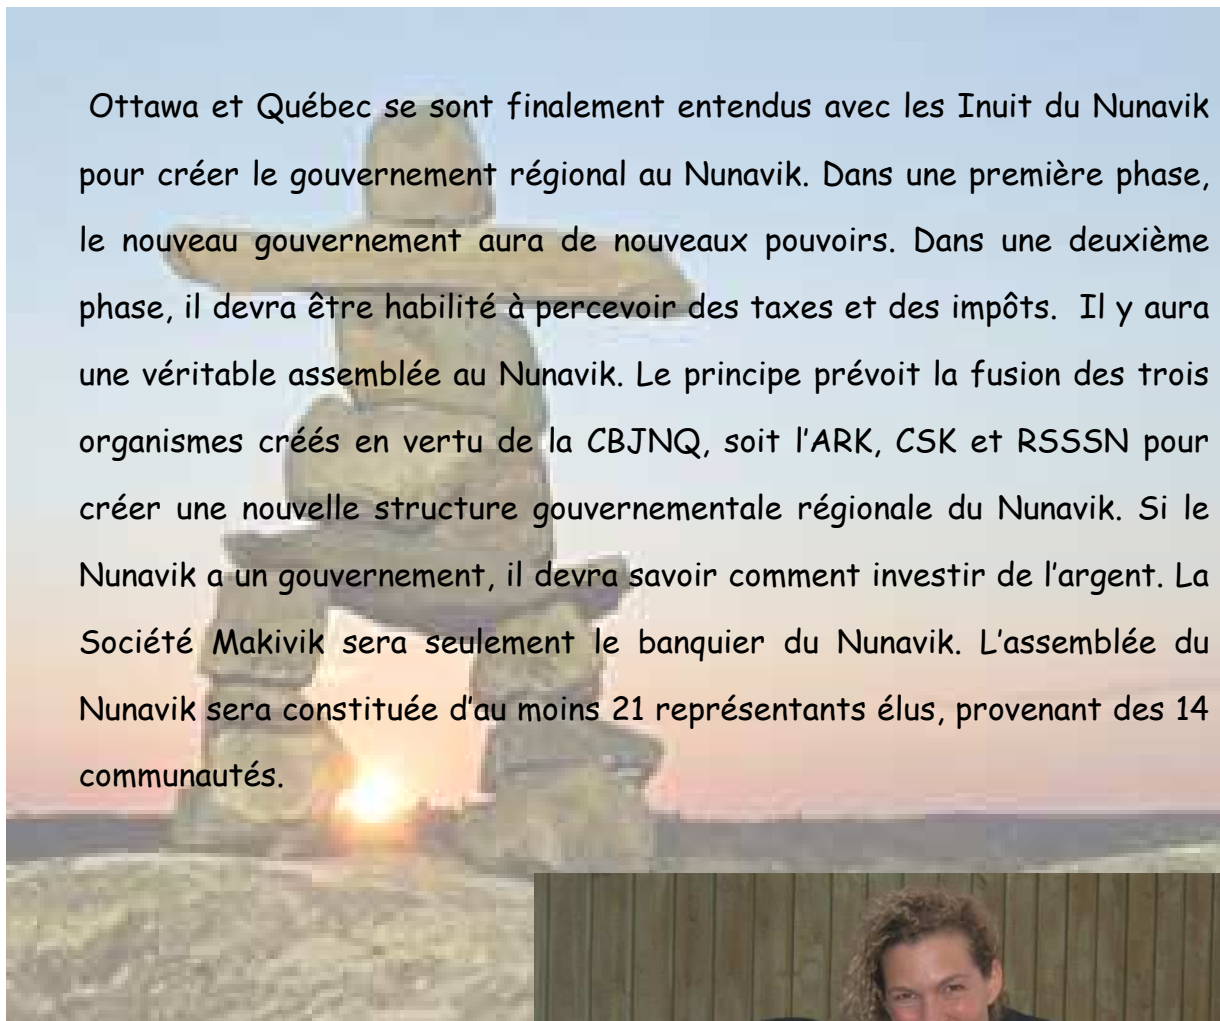 Ottawa et Québec se sont finalement entendus avec les Inuit du Nunavik
pour créer le gouvernement régional au Nunavik. Dans une première phase,
le nouveau gouvernement aura de nouveaux pouvoirs. Dans une deuxième
phase, il devra être habilité à percevoir des taxes et des impôts. Il y aura
une véritable assemblée au Nunavik. Le principe prévoit la fusion des trois
organismes créés en vertu de la CBJNQ, soit l'ARK, CSK et RSSSN pour
créer une nouvelle structure gouvernementale régionale du Nunavik. Si le
Nunavik a un gouvernement, il devra savoir comment investir de l'argent. La
Société Makivik sera seulement le banquier du Nunavik. L'assemblée du
Nunavik sera constituée d'au moins 21 représentants élus, provenant des 14
communautés.